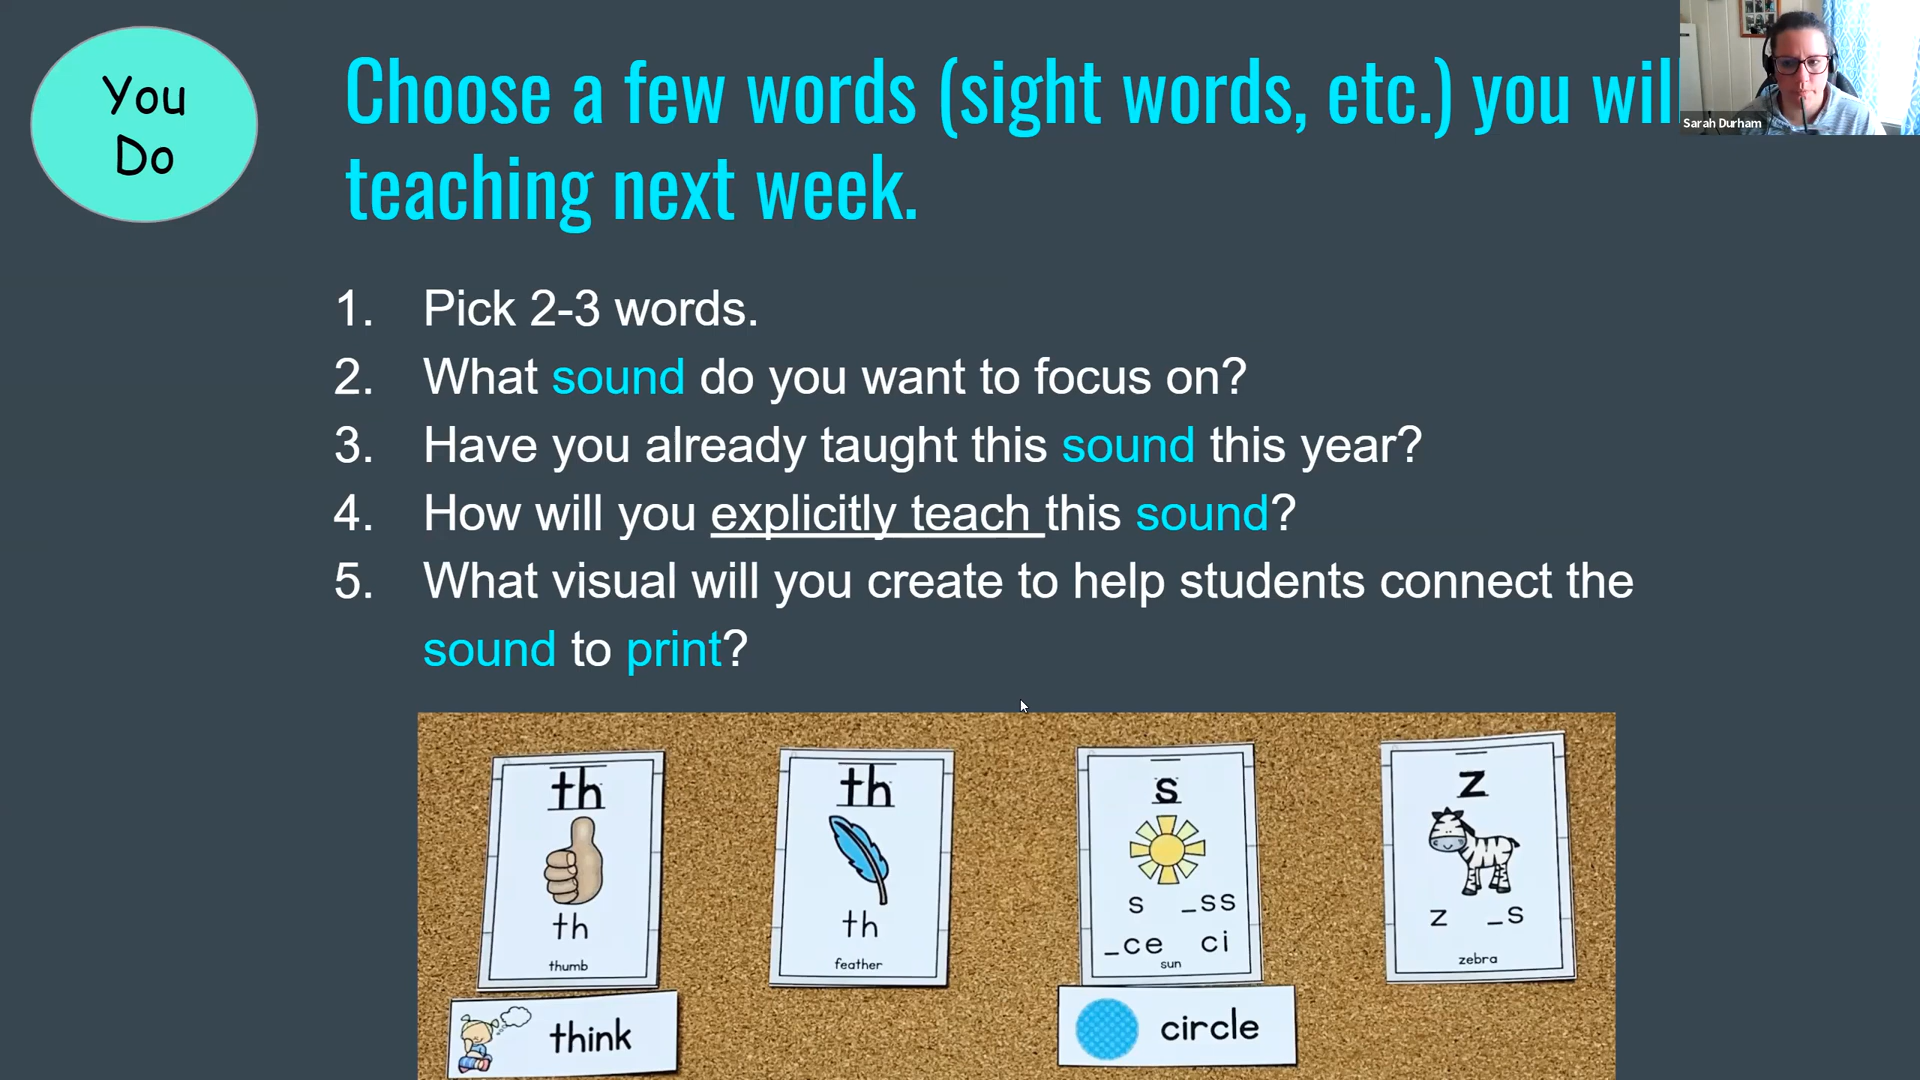 You
Do
Choose a few words (sight words, etc.) you wil
teaching next week.
Sarah Durham
1. Pick 2-3 words.
2. What sound do you want to focus on?
3. Have you already taught this sound this year?
4. How will you explicitly teach this sound?
5. What visual will you create to help students connect the
sound to print?
th
th
thumb
think
th
th
feather
s
s _ss
_ce ci
sun
circle
z
z _s
zebra